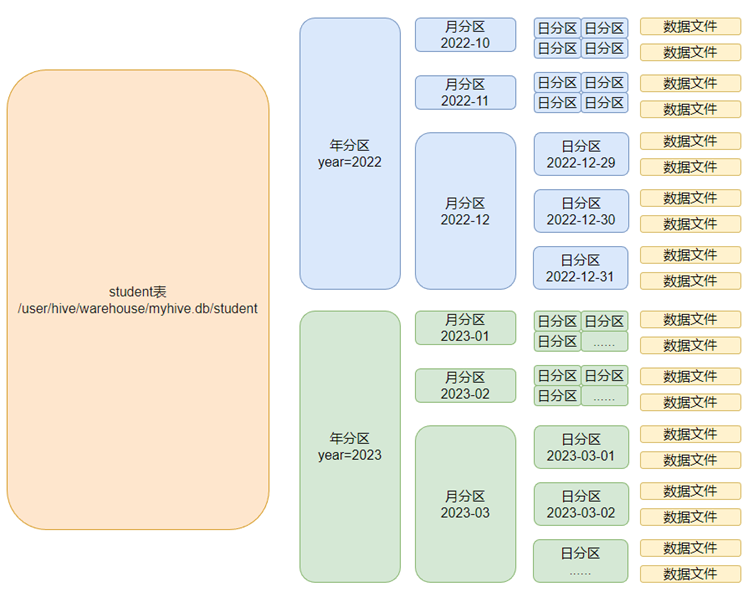 student表
/user/hive/warehouse/myhive.db/student
年分区
year=2022
月分区
2022-10
日分区 日分区
日分区 日分区
数据文件
数据文件
月分区
2022-11
日分区 日分区
日分区 日分区
数据文件
数据文件
月分区
2022-12
日分区
2022-12-29
数据文件
数据文件
日分区
2022-12-30
数据文件
数据文件
日分区
2022-12-31
数据文件
数据文件
年分区
year=2023
月分区
2023-01
日分区 日分区
日分区 ......
数据文件
数据文件
月分区
2023-02
日分区 日分区
日分区 ......
数据文件
数据文件
月分区
2023-03
日分区
2023-03-01
数据文件
数据文件
日分区
2023-03-02
数据文件
数据文件
日分区
......
数据文件
数据文件